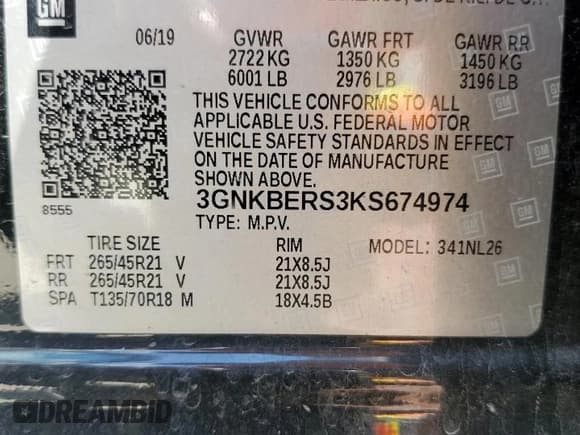 GM
06/19 GVWR GAWR FRT GAWR RR
2722 KG 1350 KG 1450 KG
6001 LB 2976 LB 3196 LB
THIS VEHICLE CONFORMS TO ALL
APPLICABLE U.S. FEDERAL MOTOR
VEHICLE SAFETY STANDARDS IN EFFECT
ON THE DATE OF MANUFACTURE
SHOWN ABOVE.
8555
3GNKBERS3KS674974
TYPE: M.P.V.
TIRE SIZE RIM MODEL: 341NL26
FRT 265/45R21 V 21X8.5J
RR 265/45R21 V 21X8.5J
SPA T135/70R18 M 18X4.5B
DREAMBID